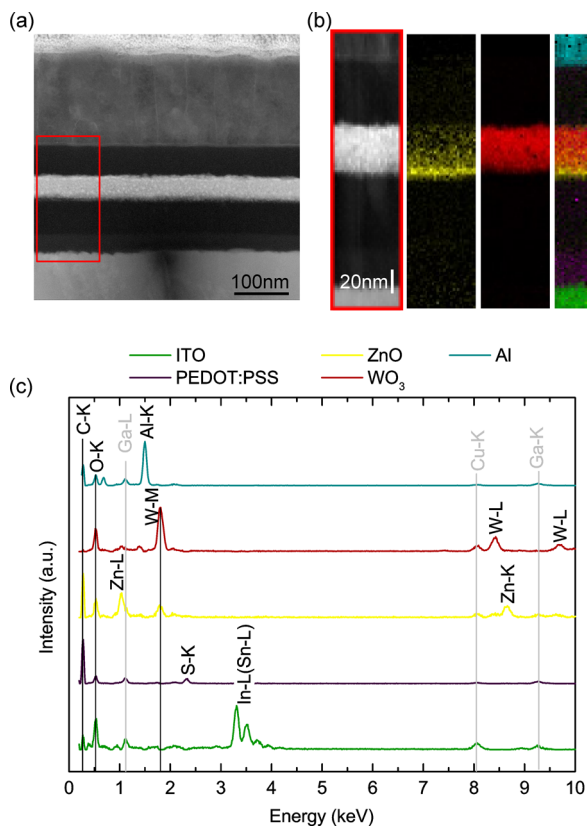 (a)
(b)
100nm
20nm
ITO
ZnO
Al
PEDOT:PSS
WO₃
(c)
C-K
O-K
Ga-L
Al-K
W-M
Cu-K
Ga-K
W-L
W-L
Zn-L
Zn-K
S-K
In-L(Sn-L)
Intensity (a.u.)
0 1 2 3 4 5 6 7 8 9 10
Energy (keV)